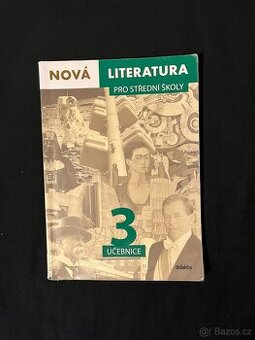 NOVÁ LITERATURA
PRO STŘEDNÍ ŠKOLY
3
UČEBNICE
didaktis
Bazos.cz